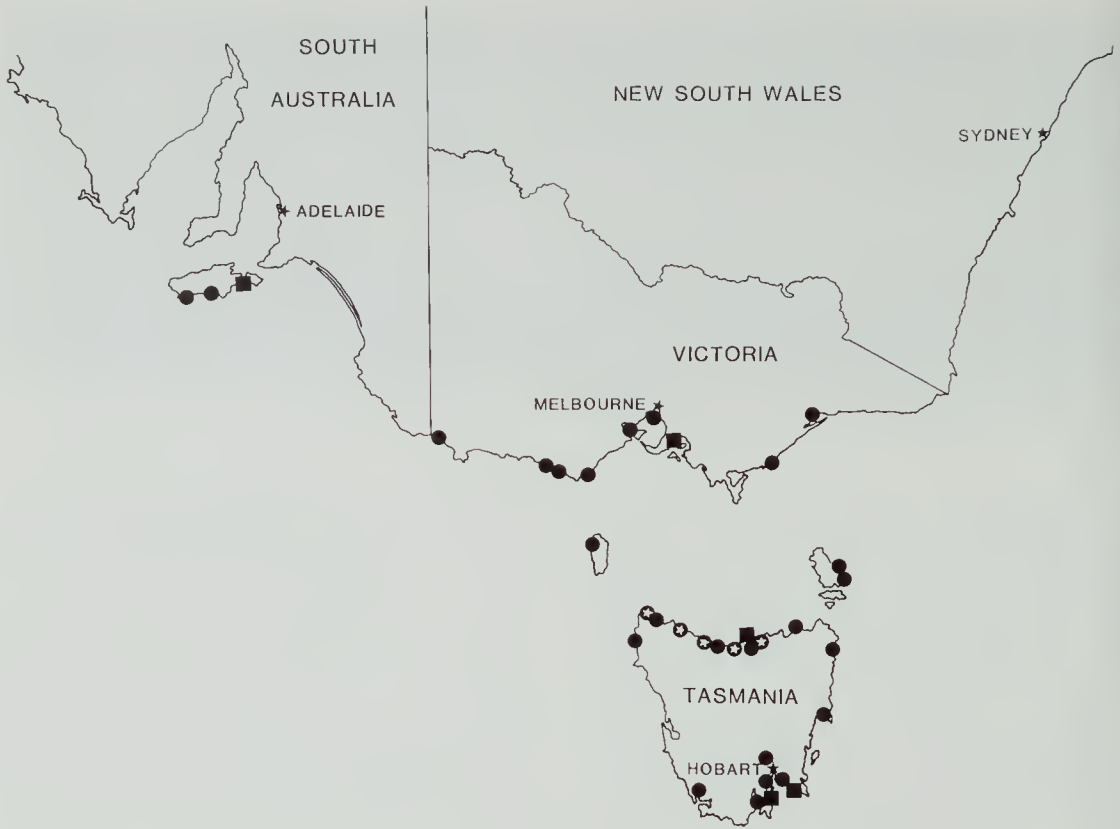 SOUTH
AUSTRALIA
NEW SOUTH WALES
SYDNEY
ADELAIDE
VICTORIA
MELBOURNE
TASMANIA
HOBART